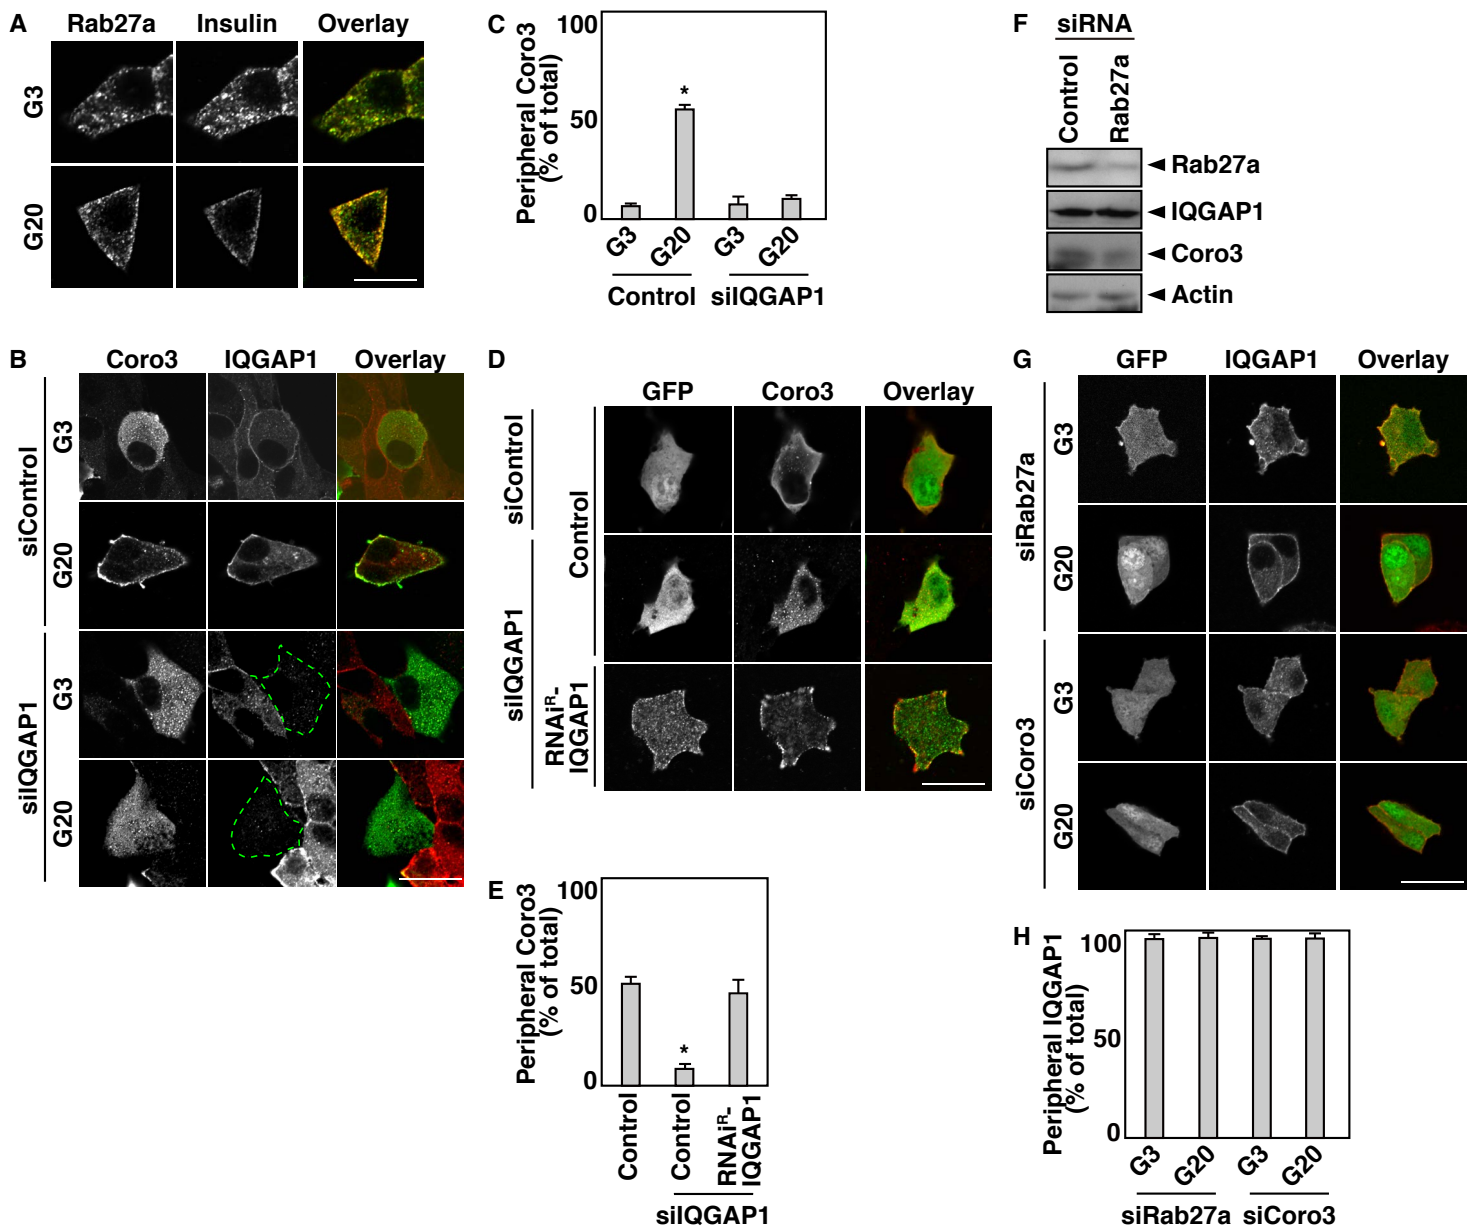 A
Rab27a Insulin Overlay
G3
G20
B
Coro3 IQGAP1 Overlay
siControl
G3
G20
siIQGAP1
G3
G20
C
Peripheral Coro3
(% of total)
100
50
0
*
G3 G20 G3 G20
Control siIQGAP1
D
GFP Coro3 Overlay
siControl
Control
siIQGAP1
RNAiR-
IQGAP1
E
Peripheral Coro3
(% of total)
100
50
0
*
Control
Control
RNAiR-
IQGAP1
siIQGAP1
F
siRNA
Control
Rab27a
Rab27a
IQGAP1
Coro3
Actin
G
GFP IQGAP1 Overlay
siRab27a
G3
G20
siCoro3
G3
G20
H
Peripheral IQGAP1
(% of total)
100
50
0
G3 G20 G3 G20
siRab27a siCoro3